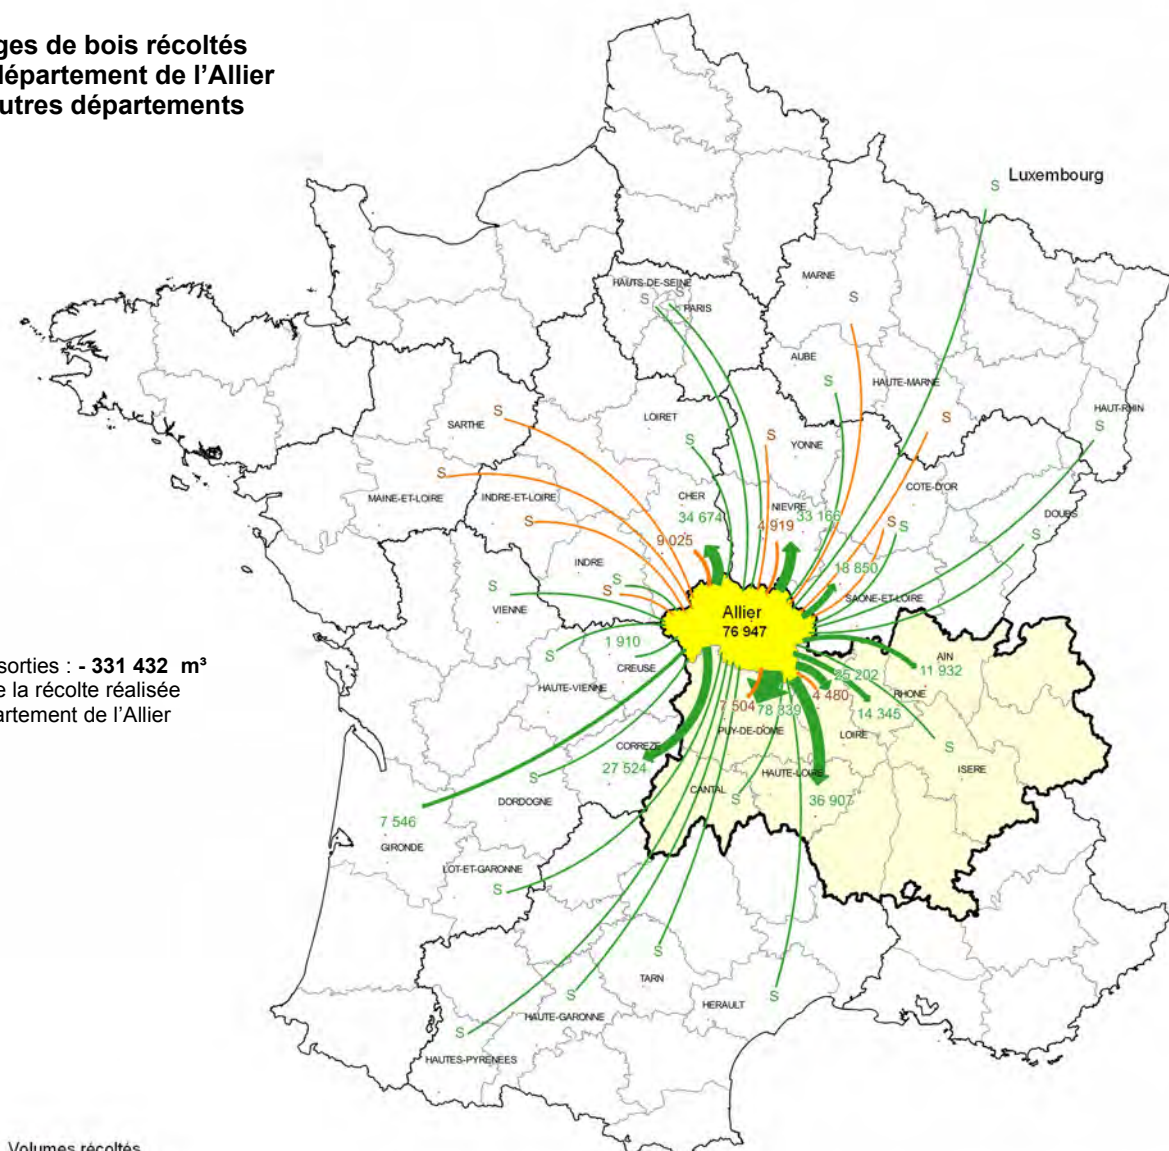 ges de bois récoltés
département de l'Allier
utres départements
Luxembourg
S
HAUTS-DE-SEINE
S
S
PARIS
MARNE
S
AUBE
S
HAUTE-MARNE
S
HAUT-RHIN
S
SARTHE
S
LOIRET
S
S
YONNE
MAINE-ET-LOIRE
S
INDRE-ET-LOIRE
S
CHER
34 674
9 025
NIEVRE
33 166
4 919
COTE-D'OR
S
S
DOUBS
S
18 850
INDRE
S
S
VIENNE
S
SAONE-ET-LOIRE
Allier
76 947
1 910
CREUSE
S
HAUTE-VIENNE
AIN
11 932
25 202
RHONE
4 480
14 345
7 504
78 339
PUY-DE-DOME
LOIRE
S
ISERE
CORREZE
27 524
HAUTE-LOIRE
36 907
CANTAL
S
S
DORDOGNE
7 546
GIRONDE
LOT-ET-GARONNE
S
S
TARN
S
HAUTE-GARONNE
S
HERAULT
S
HAUTES-PYRENEES
sorties : - 331 432 m³
e la récolte réalisée
partement de l'Allier
Volumes récoltés